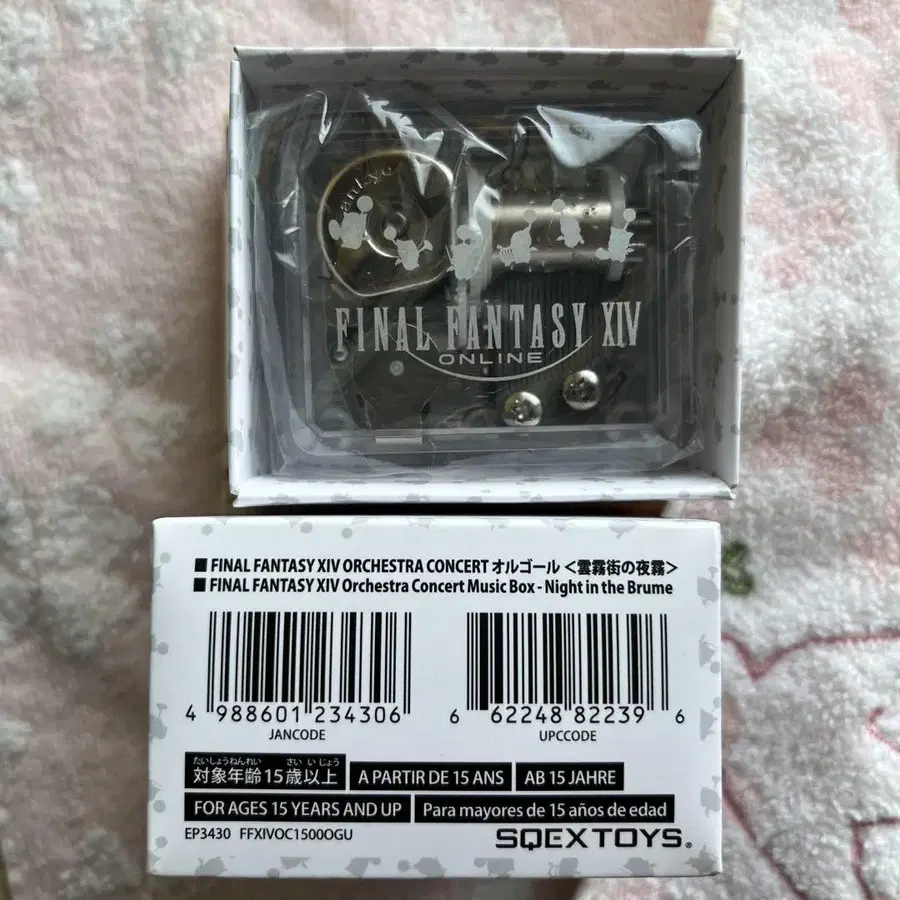 Sankyo
FINAL FANTASY XIV
ONLINE
■ FINAL FANTASY XIV ORCHESTRA CONCERT オルゴール <雲霧街の夜霧>
■ FINAL FANTASY XIV Orchestra Concert Music Box - Night in the Brume
4 988601 234306
JANCODE
6 62248 82239 6
UPCCODE
たいしょうねんれい さい いじょう
対象年齢15歳以上
A PARTIR DE 15 ANS
AB 15 JAHRE
FOR AGES 15 YEARS AND UP
Para mayores de 15 años de edad
EP3430 FFXIVOC1500OGU
SQEXTOYS®